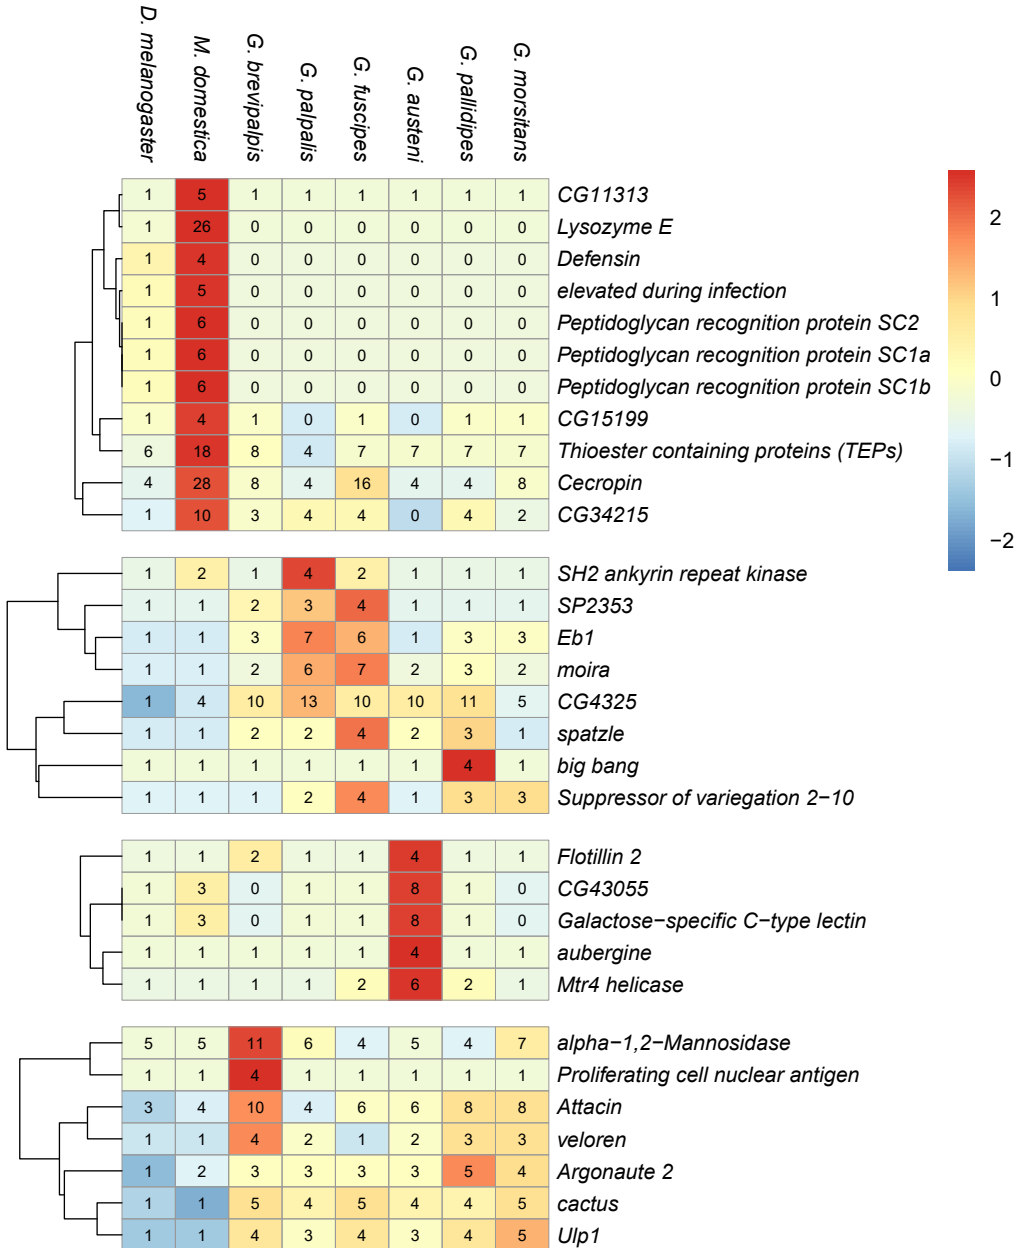 D. melanogaster M. domestica G. brevipalpis G. palpalis G. fuscipes G. austeni G. pallidipes G. morsitans
1 5 1 1 1 1 1 1 CG11313
1 26 0 0 0 0 0 0 Lysozyme E
1 4 0 0 0 0 0 0 Defensin
1 5 0 0 0 0 0 0 elevated during infection
1 6 0 0 0 0 0 0 Peptidoglycan recognition protein SC2
1 6 0 0 0 0 0 0 Peptidoglycan recognition protein SC1a
1 6 0 0 0 0 0 0 Peptidoglycan recognition protein SC1b
1 4 1 0 1 0 1 1 CG15199
6 18 8 4 7 7 7 7 Thioester containing proteins (TEPs)
4 28 8 4 16 4 4 8 Cecropin
1 10 3 4 4 0 4 2 CG34215
2
1
0
−1
−2
1 2 1 4 2 1 1 1 SH2 ankyrin repeat kinase
1 1 2 3 4 1 1 1 SP2353
1 1 3 7 6 1 3 3 Eb1
1 1 2 6 7 2 3 2 moira
1 4 10 13 10 10 11 5 CG4325
1 1 2 2 4 2 3 1 spatzle
1 1 1 1 1 1 4 1 big bang
1 1 1 2 4 1 3 3 Suppressor of variegation 2−10
1 1 2 1 1 4 1 1 Flotillin 2
1 3 0 1 1 8 1 0 CG43055
1 3 0 1 1 8 1 0 Galactose−specific C−type lectin
1 1 1 1 1 4 1 1 aubergine
1 1 1 1 2 6 2 1 Mtr4 helicase
5 5 11 6 4 5 4 7 alpha−1,2−Mannosidase
1 1 4 1 1 1 1 1 Proliferating cell nuclear antigen
3 4 10 4 6 6 8 8 Attacin
1 1 4 2 1 2 3 3 veloren
1 2 3 3 3 3 5 4 Argonaute 2
1 1 5 4 5 4 4 5 cactus
1 1 4 3 4 3 4 5 Ulp1